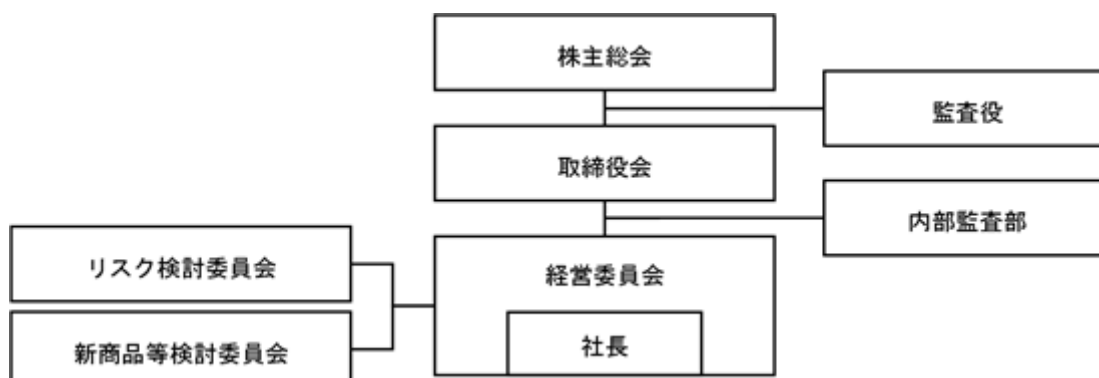 株主総会
監査役
取締役会
内部監査部
リスク検討委員会
経営委員会
新商品等検討委員会
社長